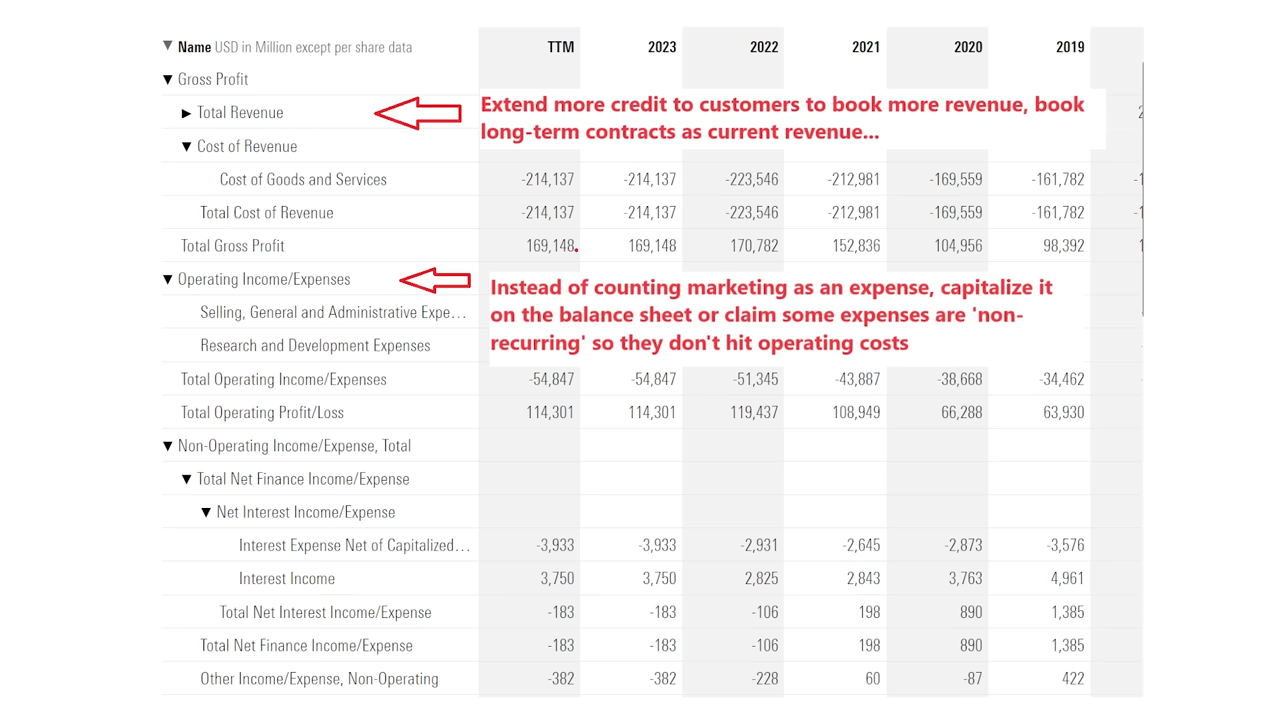 ▼ Name USD in Million except per share data TTM 2023 2022 2021 2020 2019
▼ Gross Profit
▶ Total Revenue
Extend more credit to customers to book more revenue, book
long-term contracts as current revenue...
▼ Cost of Revenue
Cost of Goods and Services -214,137 -214,137 -223,546 -212,981 -169,559 -161,782
Total Cost of Revenue -214,137 -214,137 -223,546 -212,981 -169,559 -161,782
Total Gross Profit 169,148 169,148 170,782 152,836 104,956 98,392
▼ Operating Income/Expenses
Instead of counting marketing as an expense, capitalize it
on the balance sheet or claim some expenses are 'non-
recurring' so they don't hit operating costs
Selling, General and Administrative Expe...
Research and Development Expenses
Total Operating Income/Expenses -54,847 -54,847 -51,345 -43,887 -38,668 -34,462
Total Operating Profit/Loss 114,301 114,301 119,437 108,949 66,288 63,930
▼ Non-Operating Income/Expense, Total
▼ Total Net Finance Income/Expense
▼ Net Interest Income/Expense
Interest Expense Net of Capitalized... -3,933 -3,933 -2,931 -2,645 -2,873 -3,576
Interest Income 3,750 3,750 2,825 2,843 3,763 4,961
Total Net Interest Income/Expense -183 -183 -106 198 890 1,385
Total Net Finance Income/Expense -183 -183 -106 198 890 1,385
Other Income/Expense, Non-Operating -382 -382 -228 60 -87 422